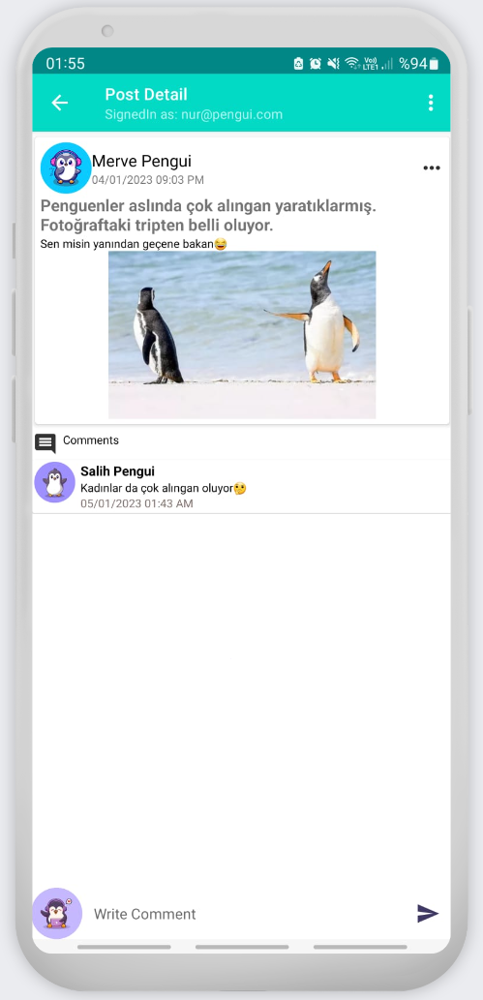 01:55
Vo)) LTE1 %94
Post Detail
SignedIn as: nur@pengui.com
Merve Pengui
04/01/2023 09:03 PM
Penguenler aslında çok alıngan yaratıklarmış.
Fotoğraftaki tripten belli oluyor.
Sen misin yanından geçene bakan😂
Comments
Salih Pengui
Kadınlar da çok alıngan oluyor🤔
05/01/2023 01:43 AM
Write Comment